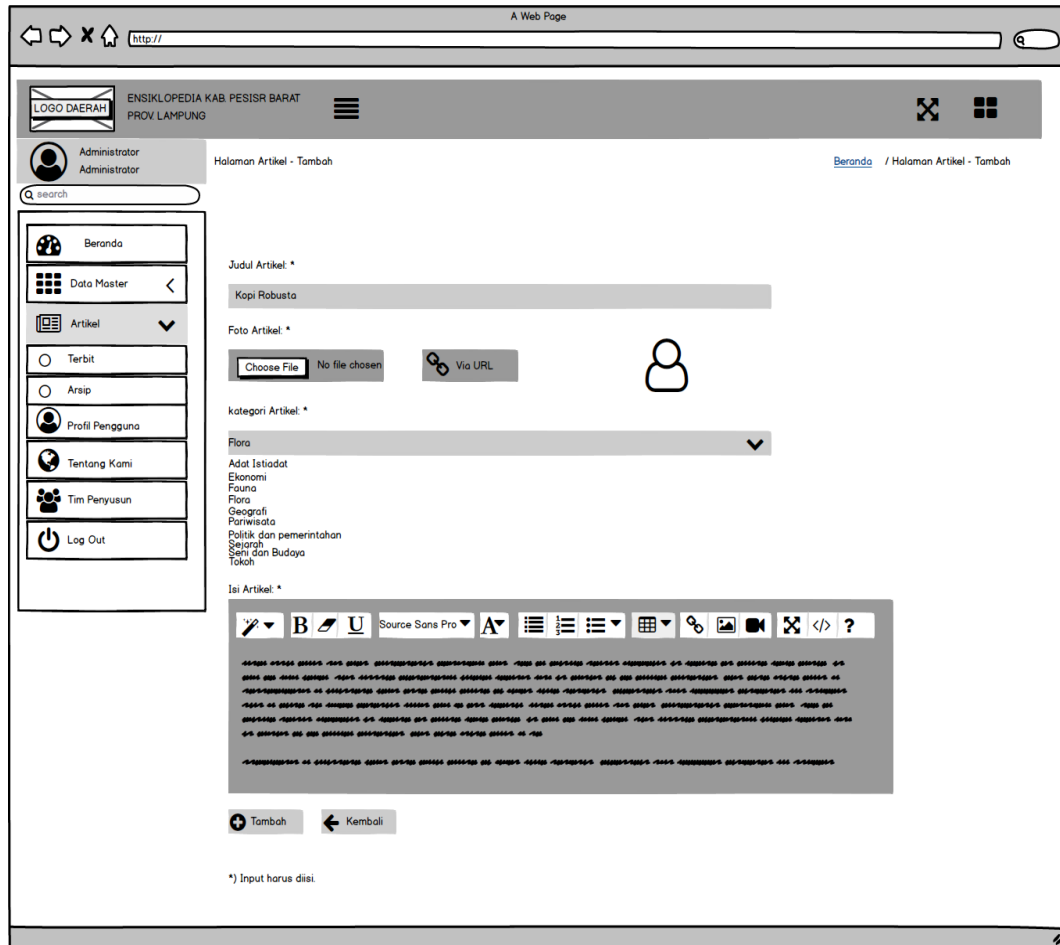 A Web Page
http://
LOGO DAERAH
ENSIKLOPEDIA KAB. PESISR BARAT
PROV LAMPUNG
Administrator
Administrator
Halaman Artikel - Tambah
Beranda / Halaman Artikel - Tambah
search
Beranda
Data Master
Artikel
Terbit
Arsip
Profil Pengguna
Tentang Kami
Tim Penyusun
Log Out
Judul Artikel: *
Kopi Robusta
Foto Artikel: *
Choose File No file chosen
Via URL
kategori Artikel: *
Flora
Adat Istiadat
Ekonomi
Fauna
Flora
Geografi
Pariwisata
Politik dan pemerintahan
Sejarah
Seni dan Budaya
Tokoh
Isi Artikel: *
B U Source Sans Pro A </> ?
Tambah
Kembali
*) Input harus diisi.